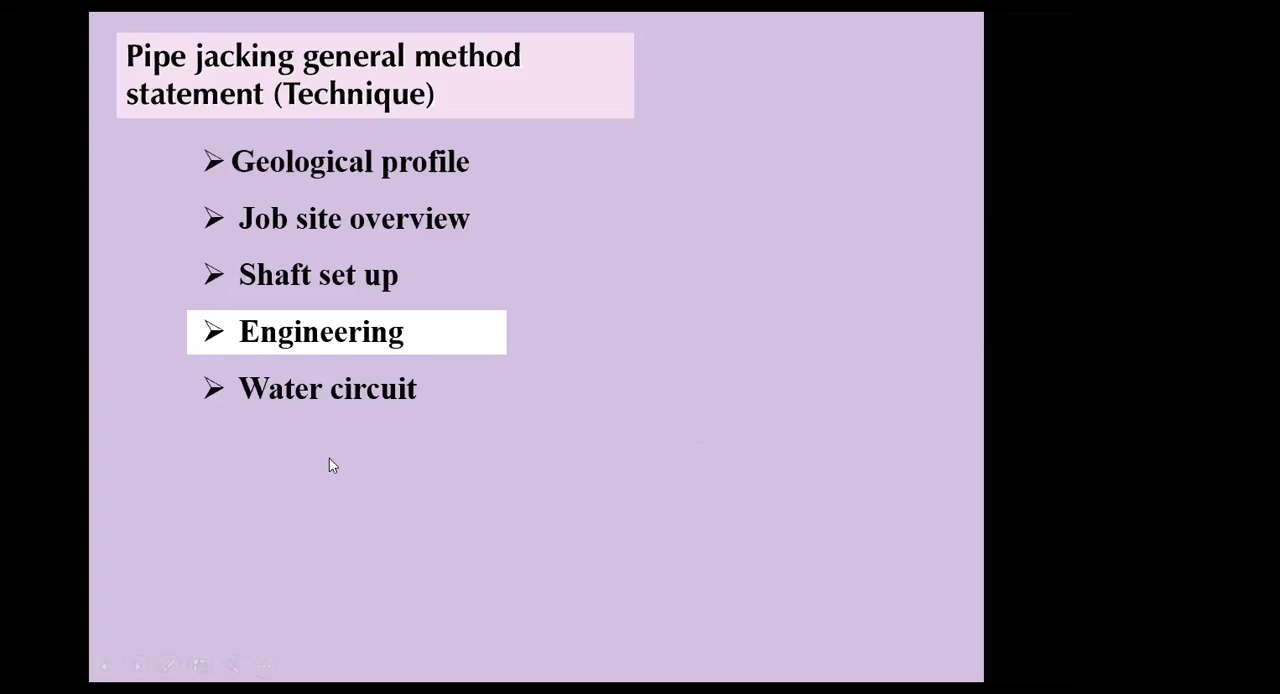 Pipe jacking general method
statement (Technique)
➢ Geological profile
➢ Job site overview
➢ Shaft set up
➢ Engineering
➢ Water circuit